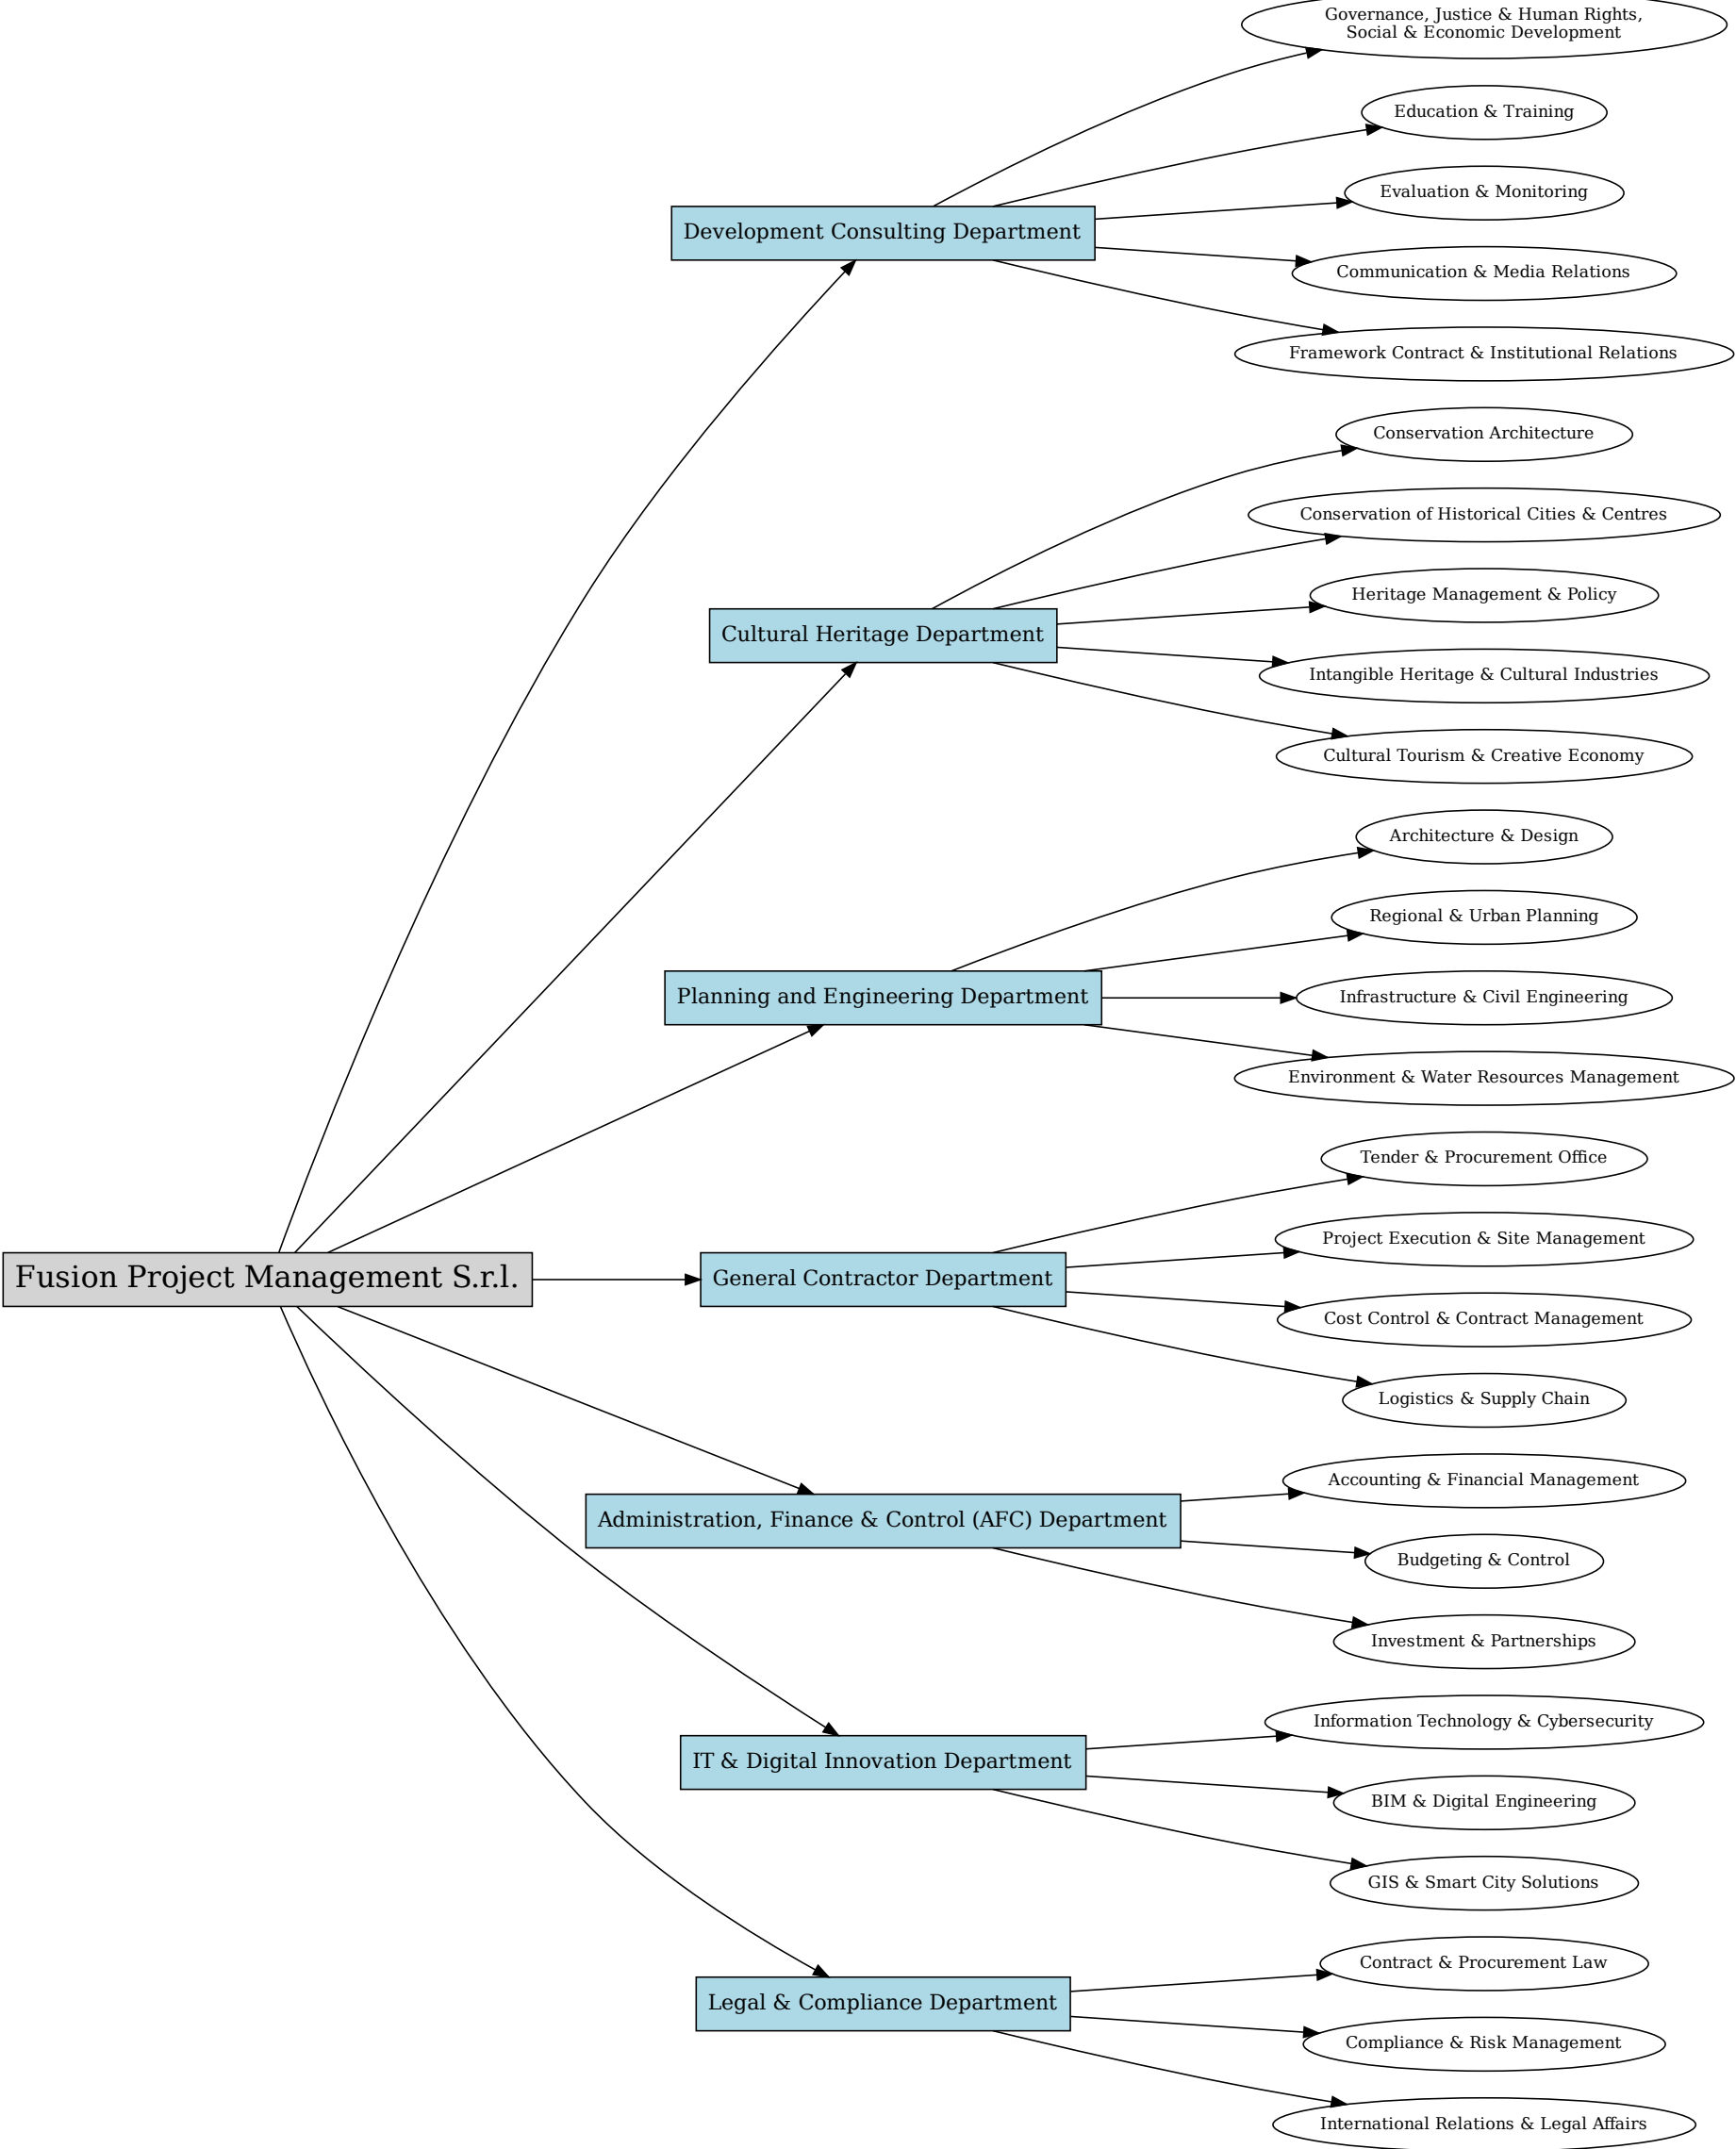 Governance, Justice & Human Rights,
Social & Economic Development
Education & Training
Evaluation & Monitoring
Development Consulting Department
Communication & Media Relations
Framework Contract & Institutional Relations
Conservation Architecture
Conservation of Historical Cities & Centres
Heritage Management & Policy
Cultural Heritage Department
Intangible Heritage & Cultural Industries
Cultural Tourism & Creative Economy
Architecture & Design
Regional & Urban Planning
Planning and Engineering Department
Infrastructure & Civil Engineering
Environment & Water Resources Management
Tender & Procurement Office
Project Execution & Site Management
Fusion Project Management S.r.l.
General Contractor Department
Cost Control & Contract Management
Logistics & Supply Chain
Accounting & Financial Management
Administration, Finance & Control (AFC) Department
Budgeting & Control
Investment & Partnerships
Information Technology & Cybersecurity
IT & Digital Innovation Department
BIM & Digital Engineering
GIS & Smart City Solutions
Contract & Procurement Law
Legal & Compliance Department
Compliance & Risk Management
International Relations & Legal Affairs